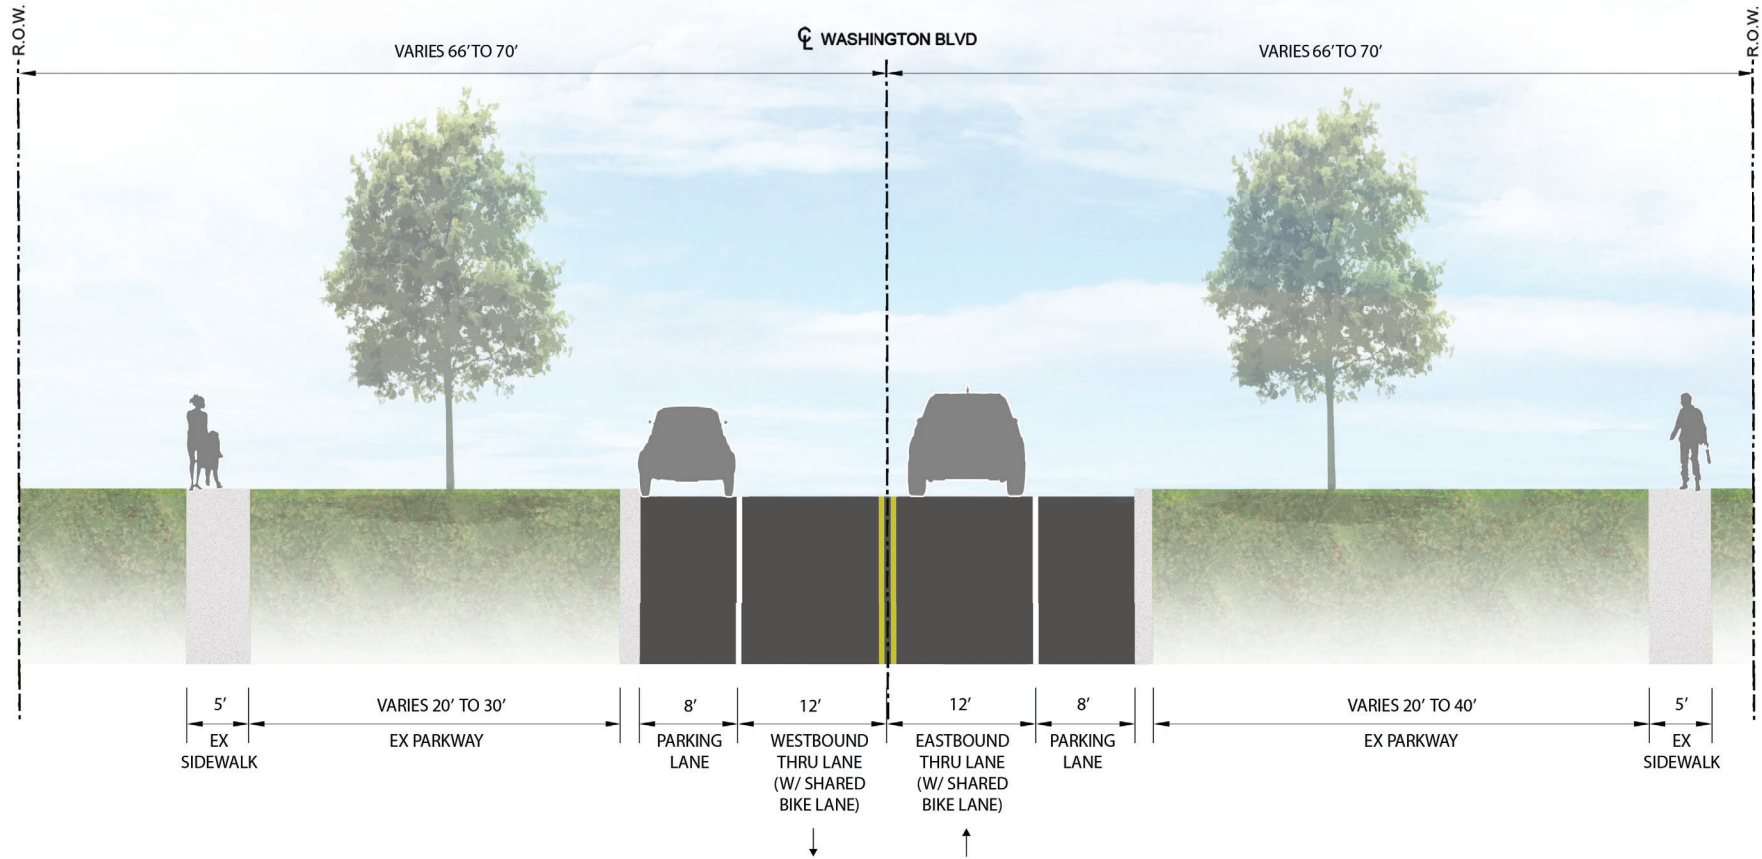 R.O.W.
VARIES 66'TO 70'
℄ WASHINGTON BLVD
VARIES 66'TO 70'
R.O.W.
5'
VARIES 20' TO 30'
8'
12'
12'
8'
VARIES 20' TO 40'
5'
EX
SIDEWALK
EX PARKWAY
PARKING
LANE
WESTBOUND
THRU LANE
(W/ SHARED
BIKE LANE)
EASTBOUND
THRU LANE
(W/ SHARED
BIKE LANE)
PARKING
LANE
EX PARKWAY
EX
SIDEWALK